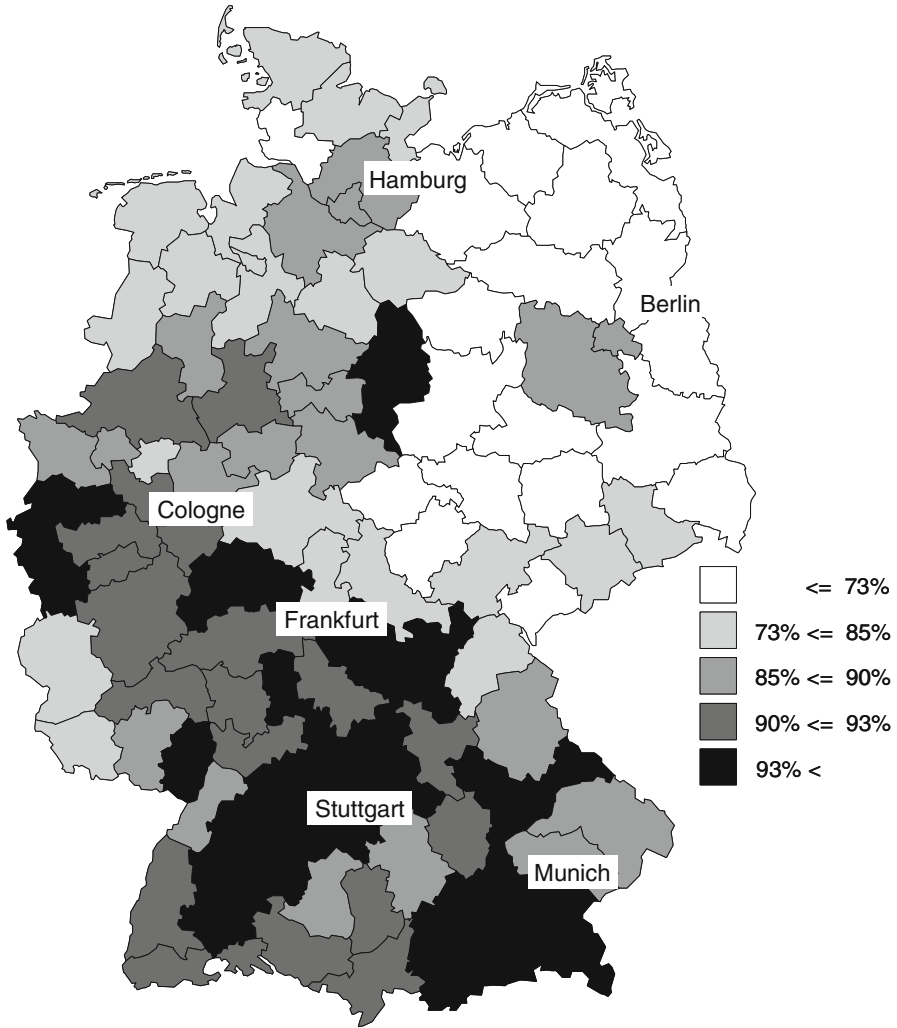 Hamburg
Berlin
Cologne
Frankfurt
Stuttgart
Munich
<= 73%
73% <= 85%
85% <= 90%
90% <= 93%
93% <